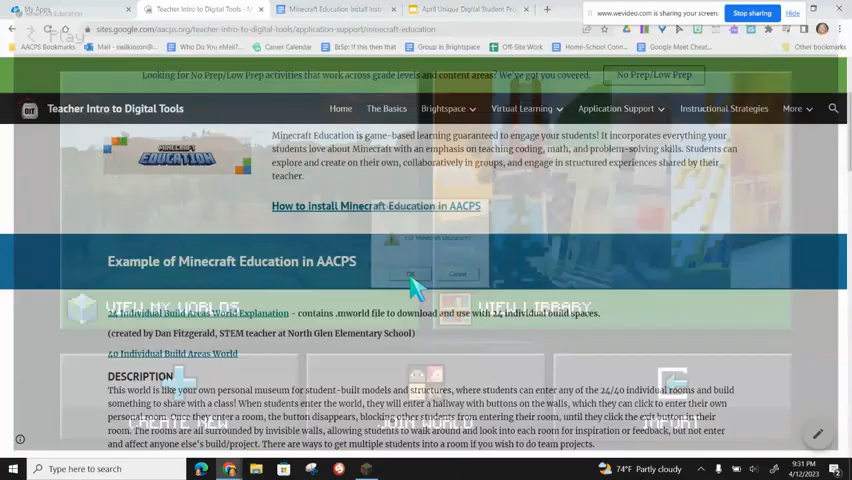 My Apps
Minecraft Education
Teacher Intro to Digital Tools - M
Minecraft Education Install Instr
April Unique Digital Student Pr
www.wevideo.com is sharing your screen.
Stop sharing
Hide
Play
sites.google.com/aacps.org/teacher-intro-to-digital-tools/application-support/minecraft-education
AACPS Bookmarks
Who Do You eMAIL?
Carver Calendar
BrSp: If this then that
Group in Brightspace
Off-Site Work
Home-School Conn
Google Meet Cheat
Other bookmarks
Looking for No Prep/Low Prep activities that work across grade levels and content areas? We've got you covered.
No Prep/Low Prep
Teacher Intro to Digital Tools
Home
The Basics
Brightspace
Virtual Learning
Application Support
Instructional Strategies
More
MINECRAFT
EDUCATION
Minecraft Education is game-based learning guaranteed to engage your students! It incorporates everything your
students love about Minecraft with an emphasis on teaching coding, math, and problem-solving skills. Students can
explore and create on their own, collaboratively in groups, and engage in structured experiences shared by their
teacher.
How to install Minecraft Education in AACPS
Example of Minecraft Education in AACPS
OK
Cancel
VIEW MY WORLDS
VIEW LIBRARY
24 Individual Build Areas World Explanation - contains .mworld file to download and use with 24 individual build spaces.
(created by Dan Fitzgerald, STEM teacher at North Glen Elementary School)
40 Individual Build Areas World
DESCRIPTION
This world is like your own personal museum for student-built models and structures, where students can enter any of the 24/40 individual rooms and build
something to share with a class! When students enter the world, they will enter a hallway with buttons on the walls, which they can click to enter their own
personal room. Once they enter a room, the button disappears, blocking other students from entering their room, until they click the exit button in their
room. The rooms are all surrounded by invisible walls, allowing students to walk around and look into each room for inspiration or feedback, but not enter
and affect anyone else's build/project. There are ways to get multiple students into a room if you wish to do team projects.
CREATE NEW
JOIN WORLD
IMPORT
Type here to search
74°F Partly cloudy
9:31 PM
4/12/2023